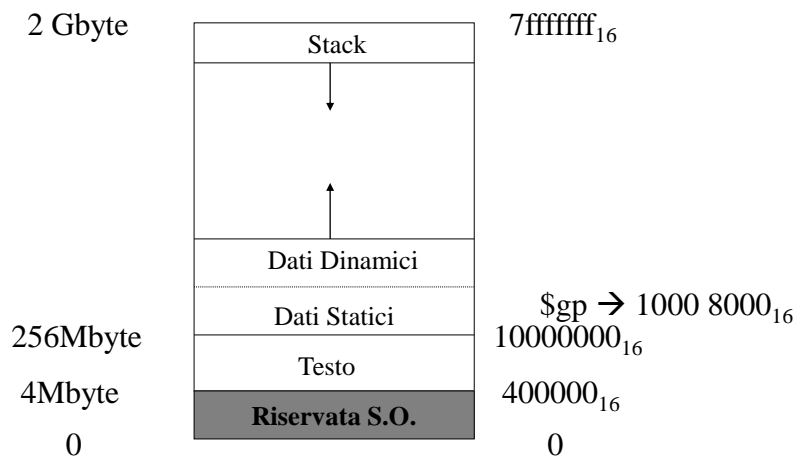 2 Gbyte
Stack
7fffffff₁₆
Dati Dinamici
$gp → 1000 8000₁₆
Dati Statici
256Mbyte
10000000₁₆
Testo
4Mbyte
400000₁₆
Riservata S.O.
0
0